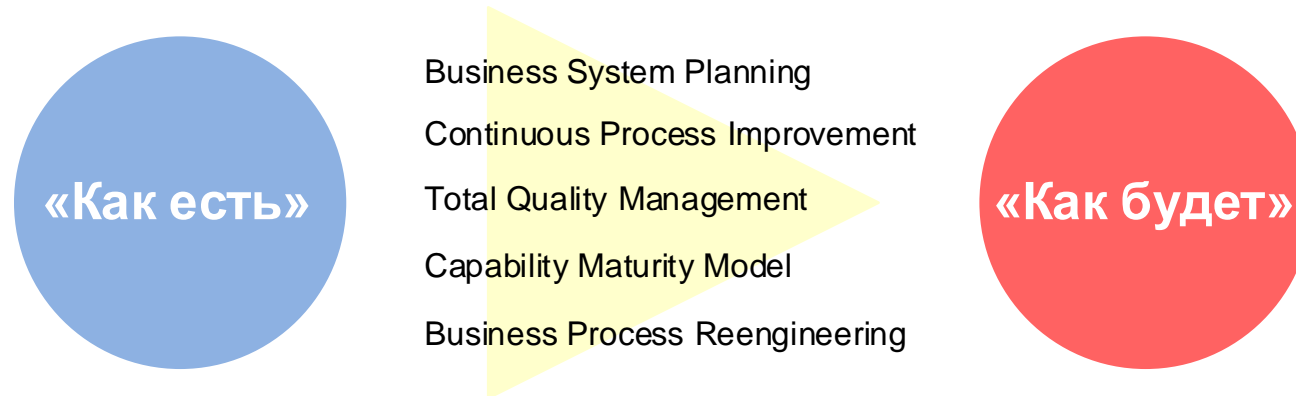 «Как есть»
Business System Planning
Continuous Process Improvement
Total Quality Management
Capability Maturity Model
Business Process Reengineering
«Как будет»